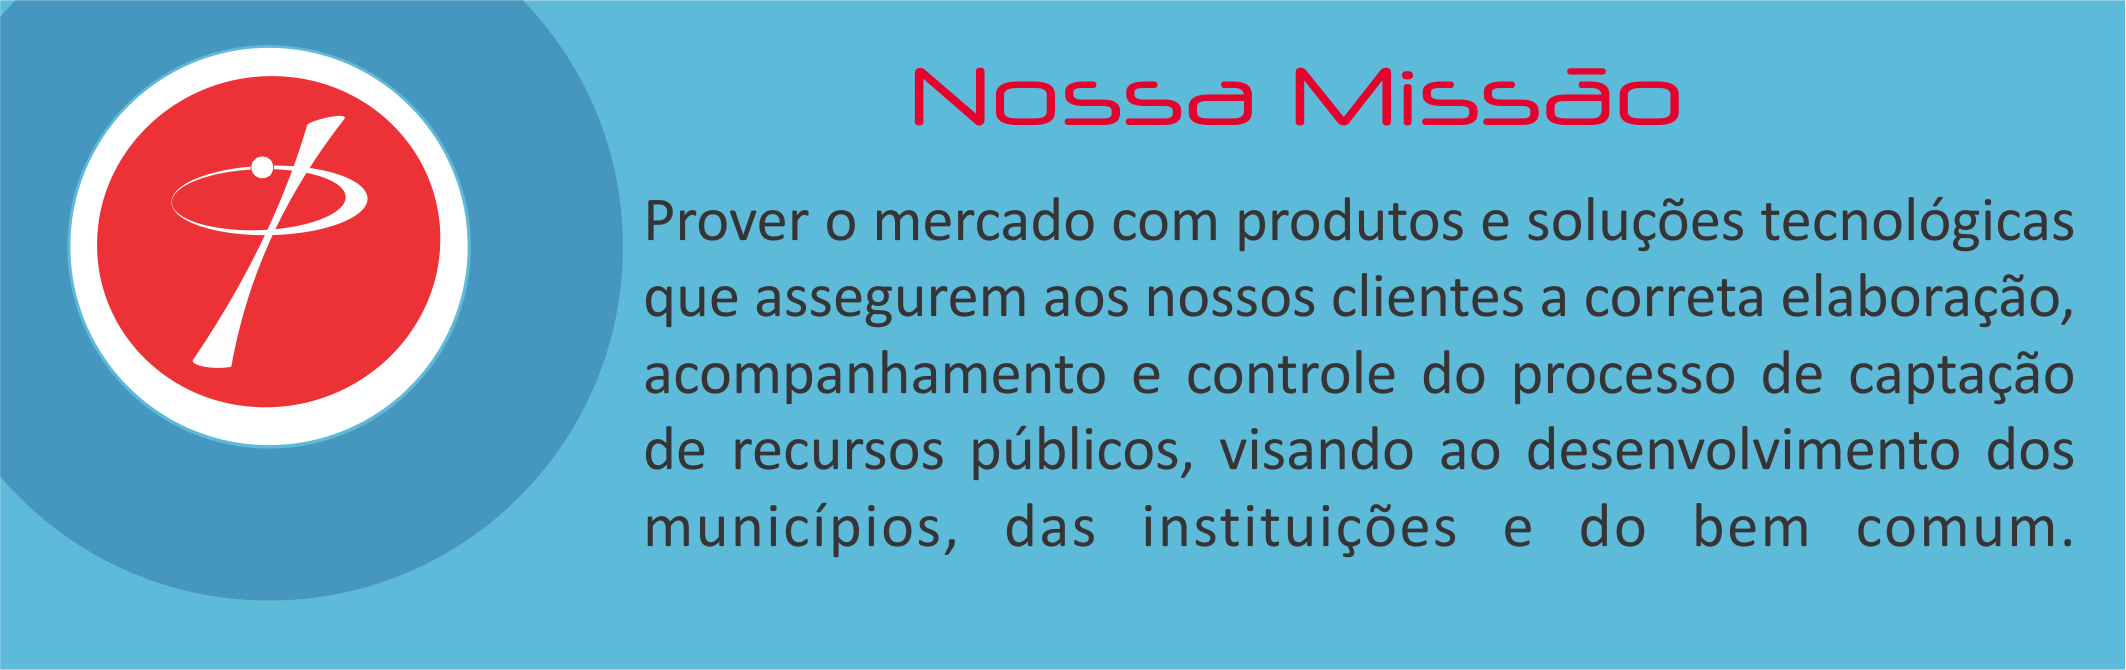 Nossa Missão
Prover o mercado com produtos e soluções tecnológicas
que assegurem aos nossos clientes a correta elaboração,
acompanhamento e controle do processo de captação
de recursos públicos, visando ao desenvolvimento dos
municípios, das instituições e do bem comum.